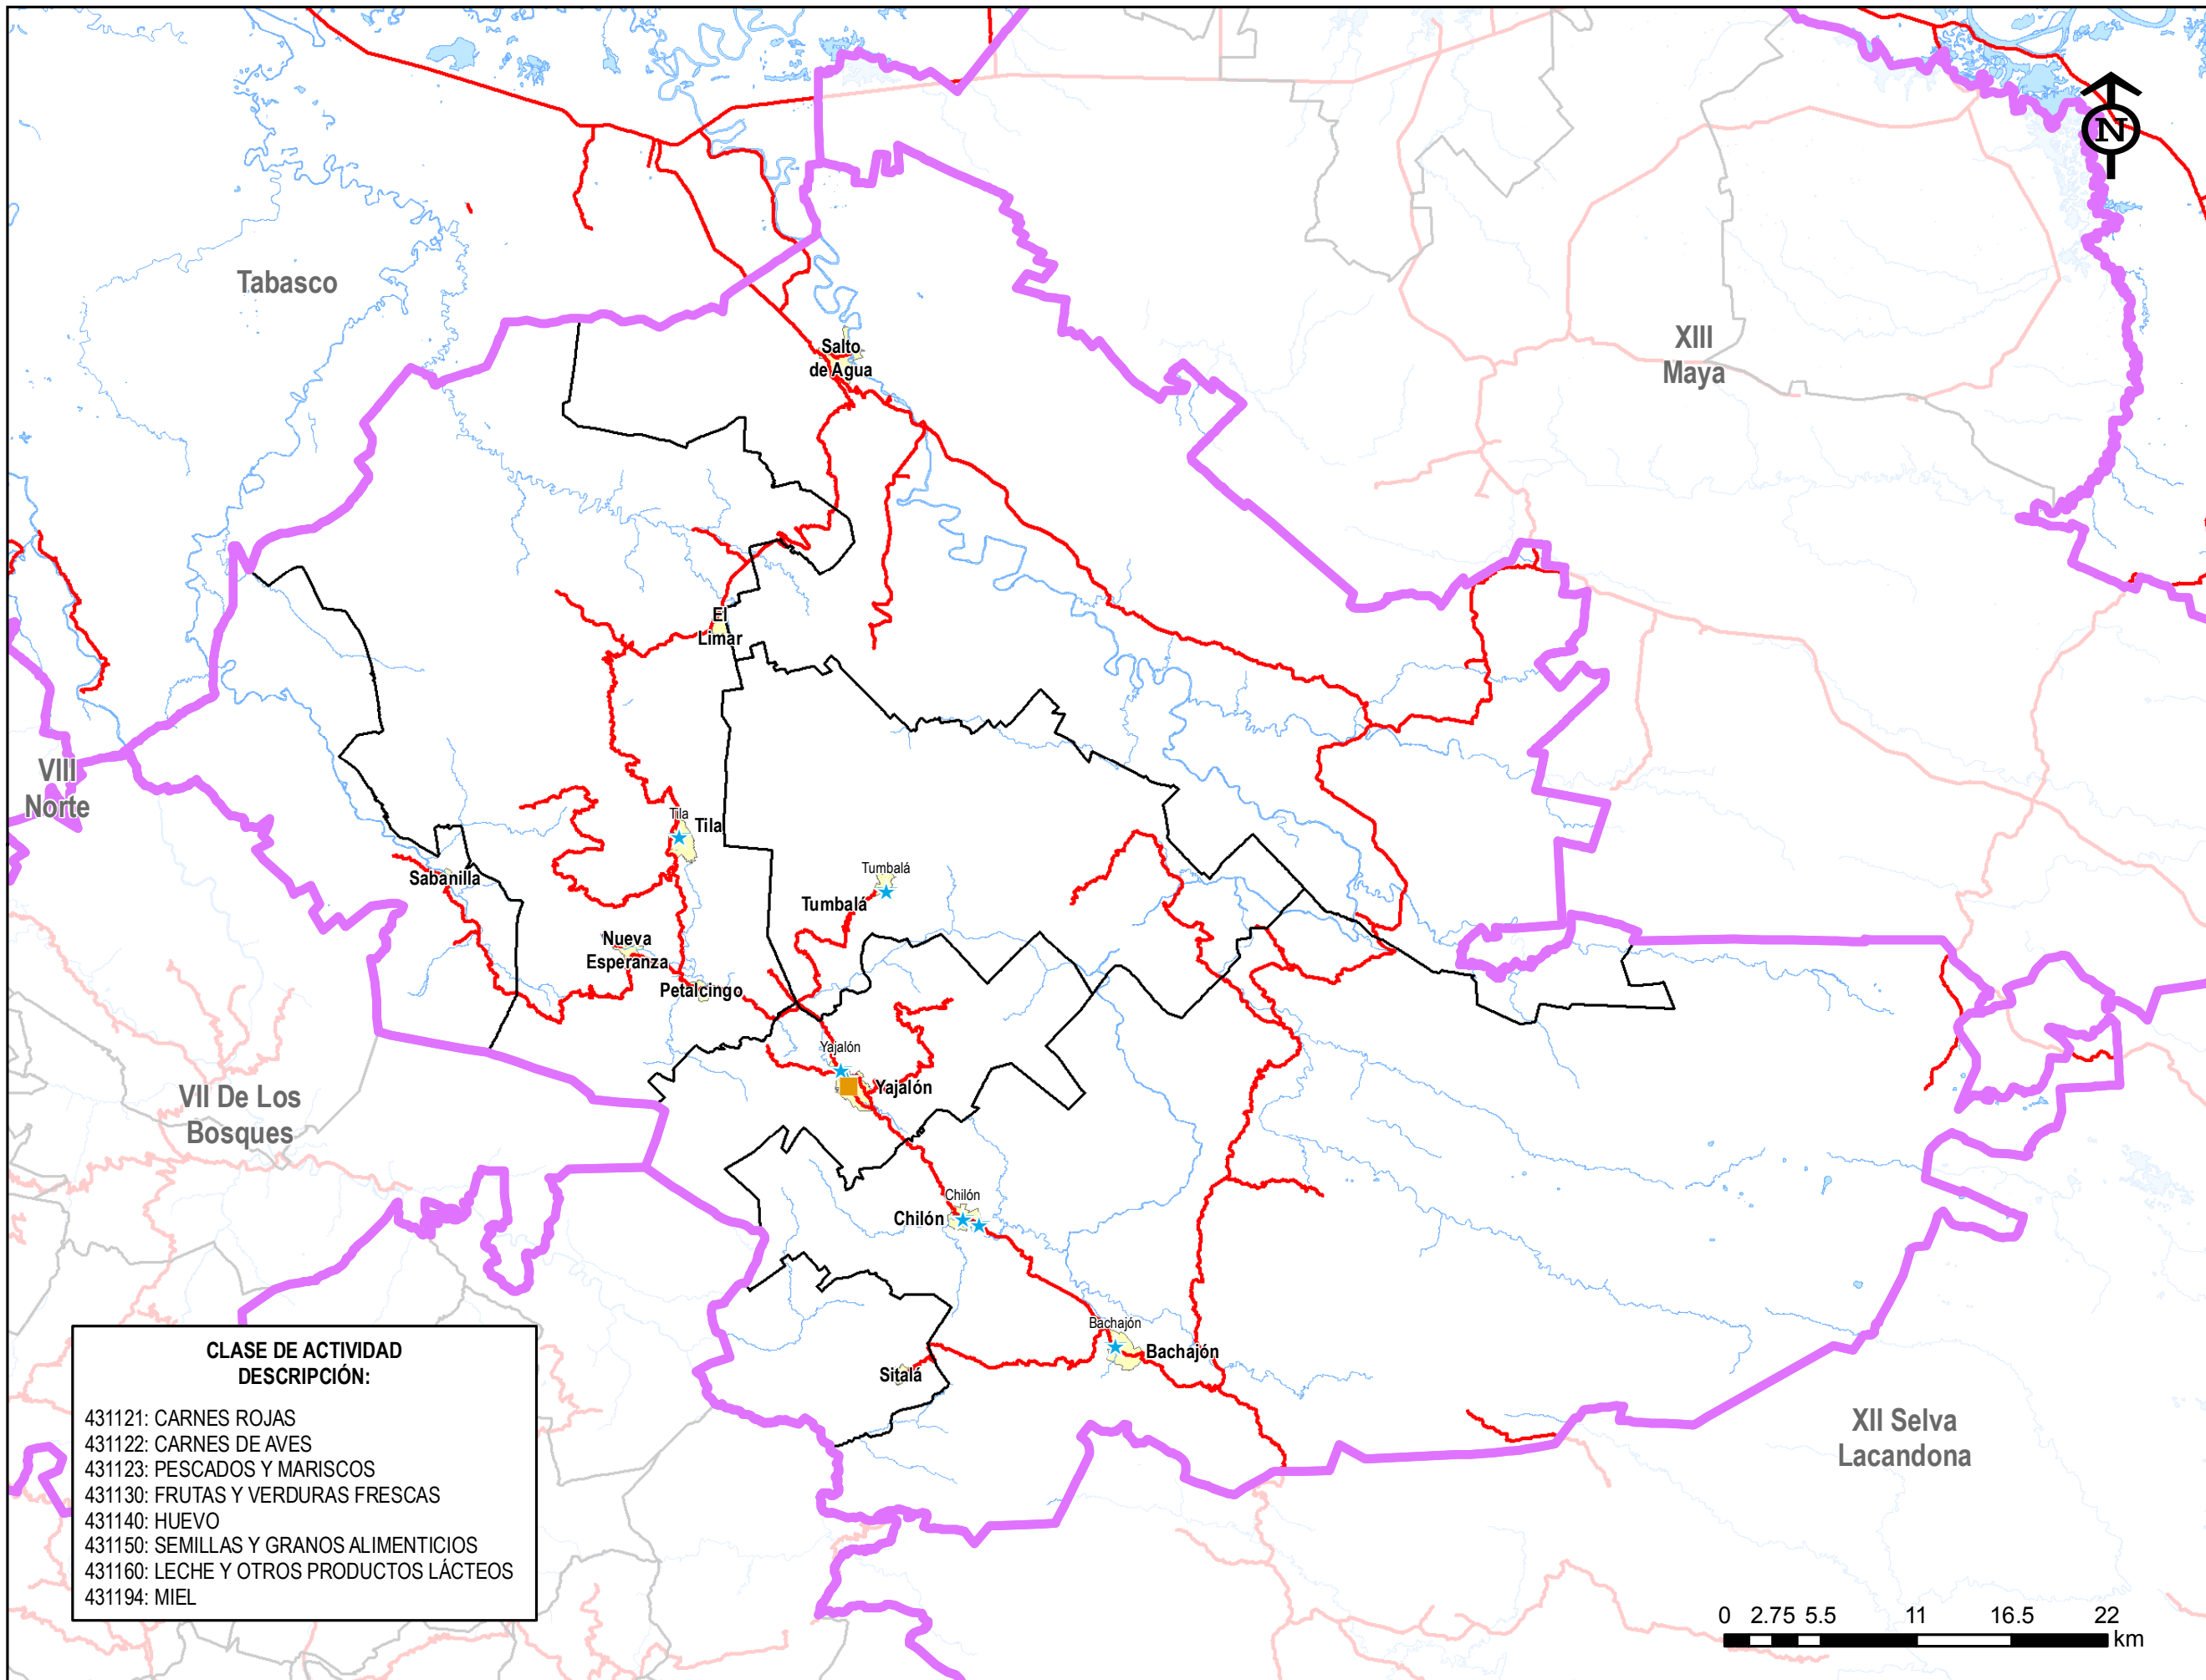 N
Tabasco
XIII
Maya
Salto
de Agua
El
Limar
VIII
Norte
Tila
Tila
Sabanilla
Tumbalá
Tumbalá
Nueva
Esperanza
Petalcingo
Yajalón
Yajalón
VII De Los
Bosques
Chilón
Chilón
Bachajón
Bachajón
Sitalá
XII Selva
Lacandona
CLASE DE ACTIVIDAD
DESCRIPCIÓN:
431121: CARNES ROJAS
431122: CARNES DE AVES
431123: PESCADOS Y MARISCOS
431130: FRUTAS Y VERDURAS FRESCAS
431140: HUEVO
431150: SEMILLAS Y GRANOS ALIMENTICIOS
431160: LECHE Y OTROS PRODUCTOS LÁCTEOS
431194: MIEL
0 2.75 5.5 11 16.5 22
km